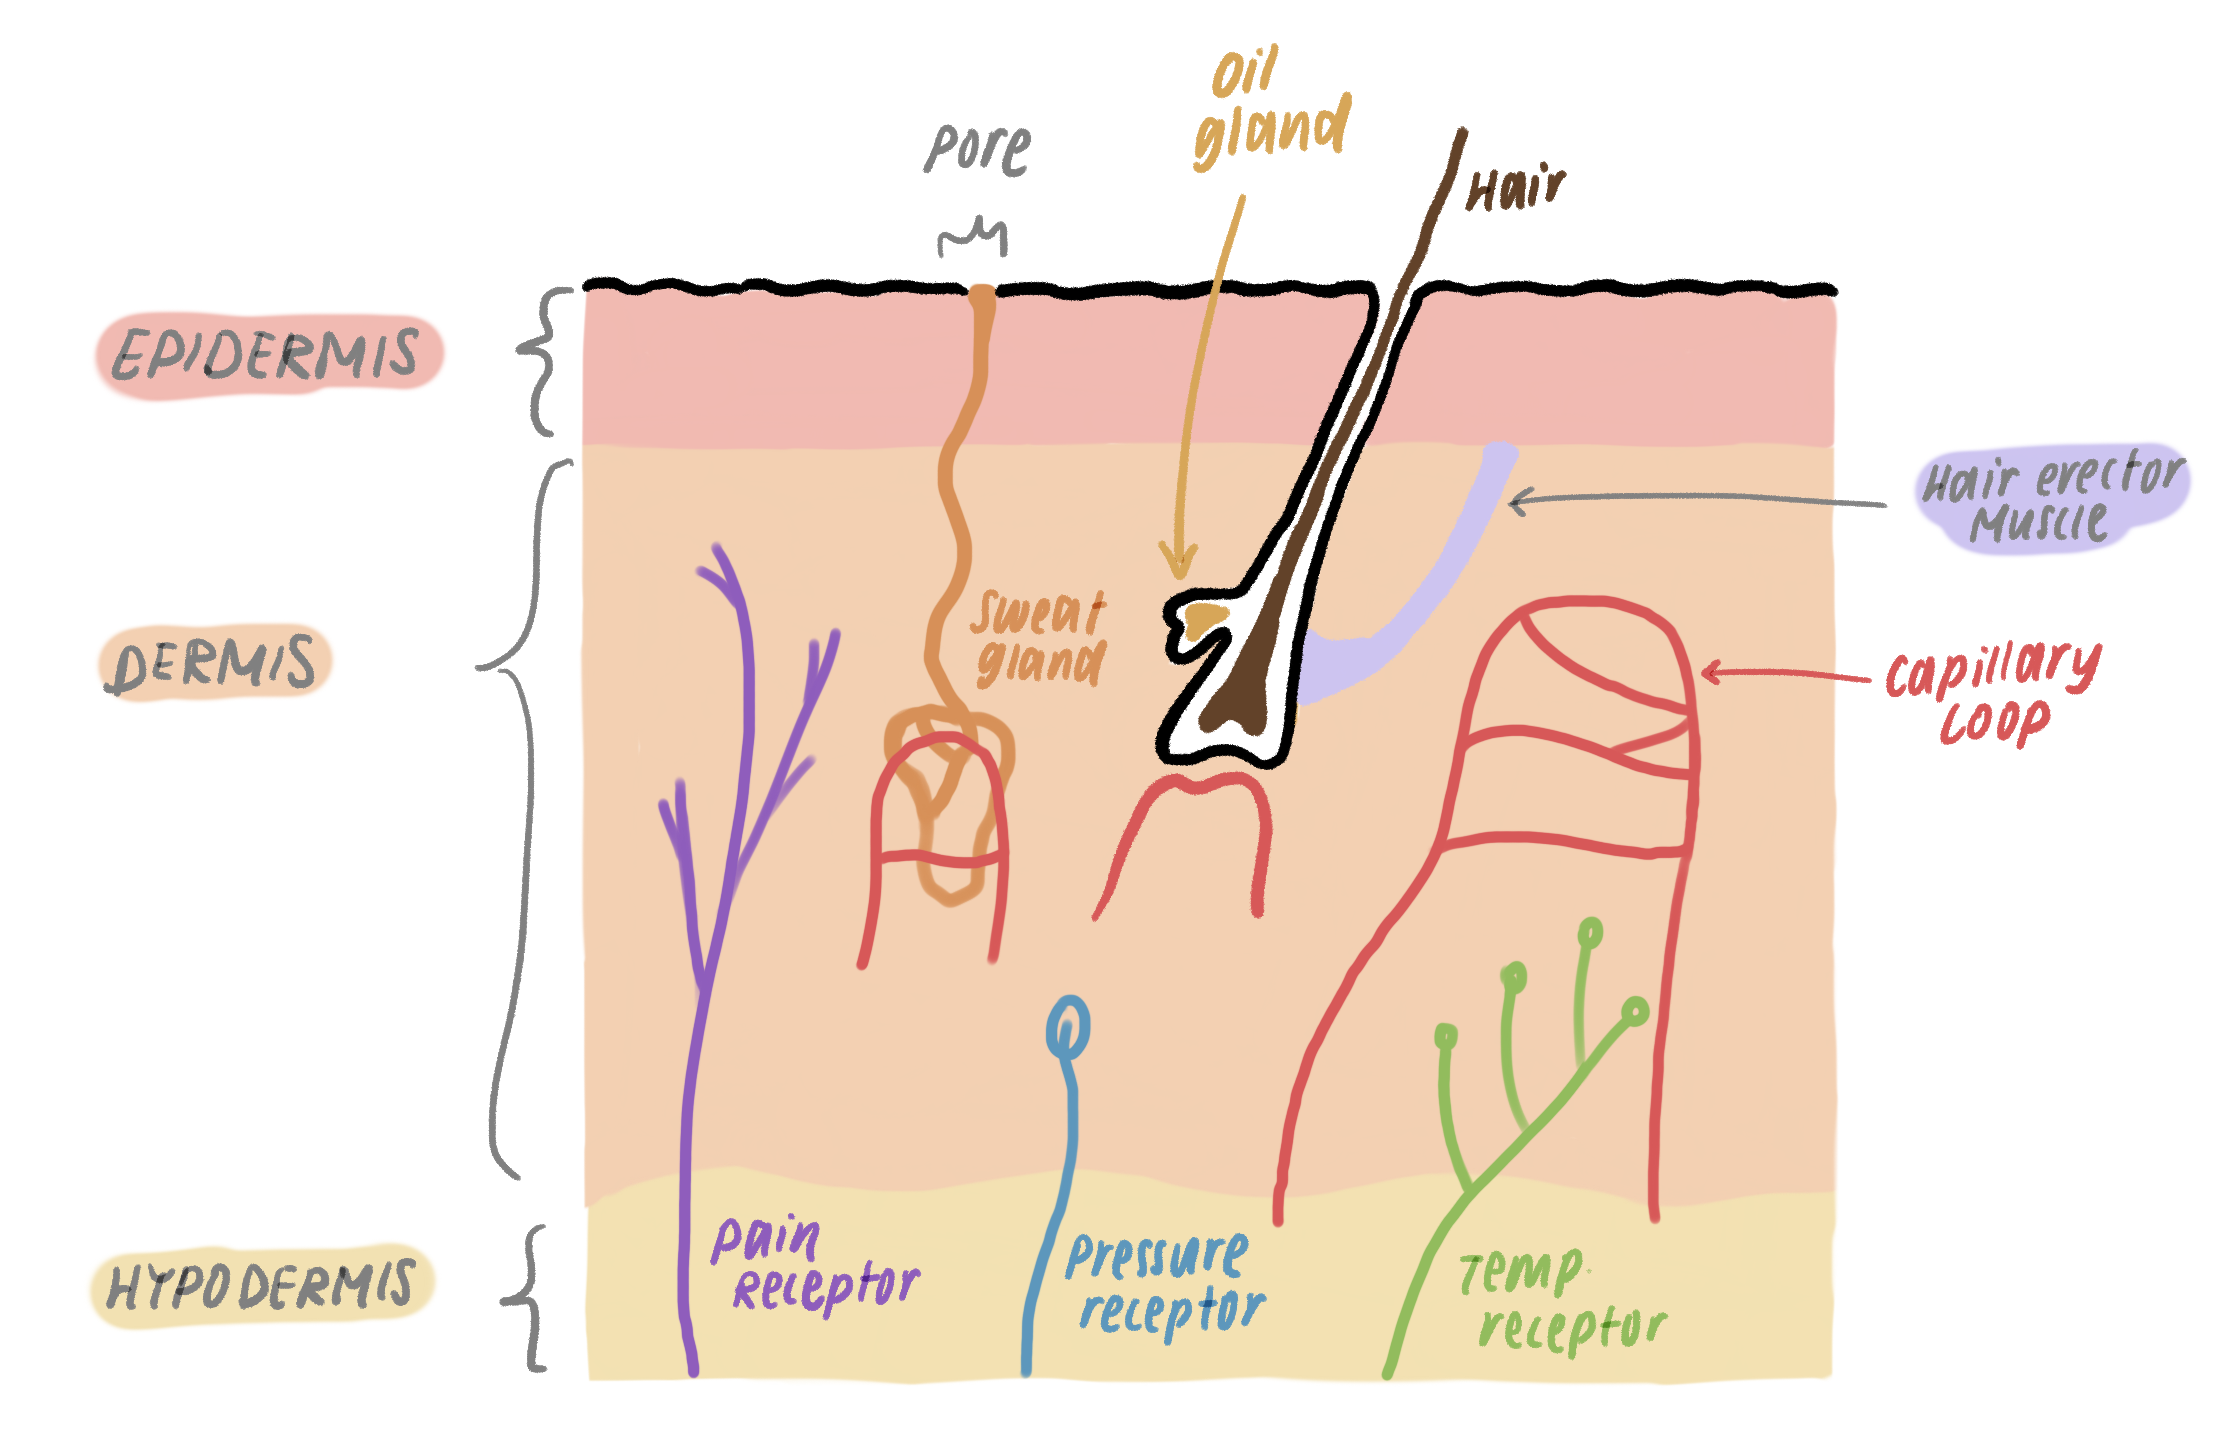 Oil
gland
Pore
Hair
EPIDERMIS
Hair erector
Muscle
Sweat
gland
DERMIS
Capillary
Loop
Pain
Receptor
Pressure
receptor
Temp.
receptor
HYPODERMIS